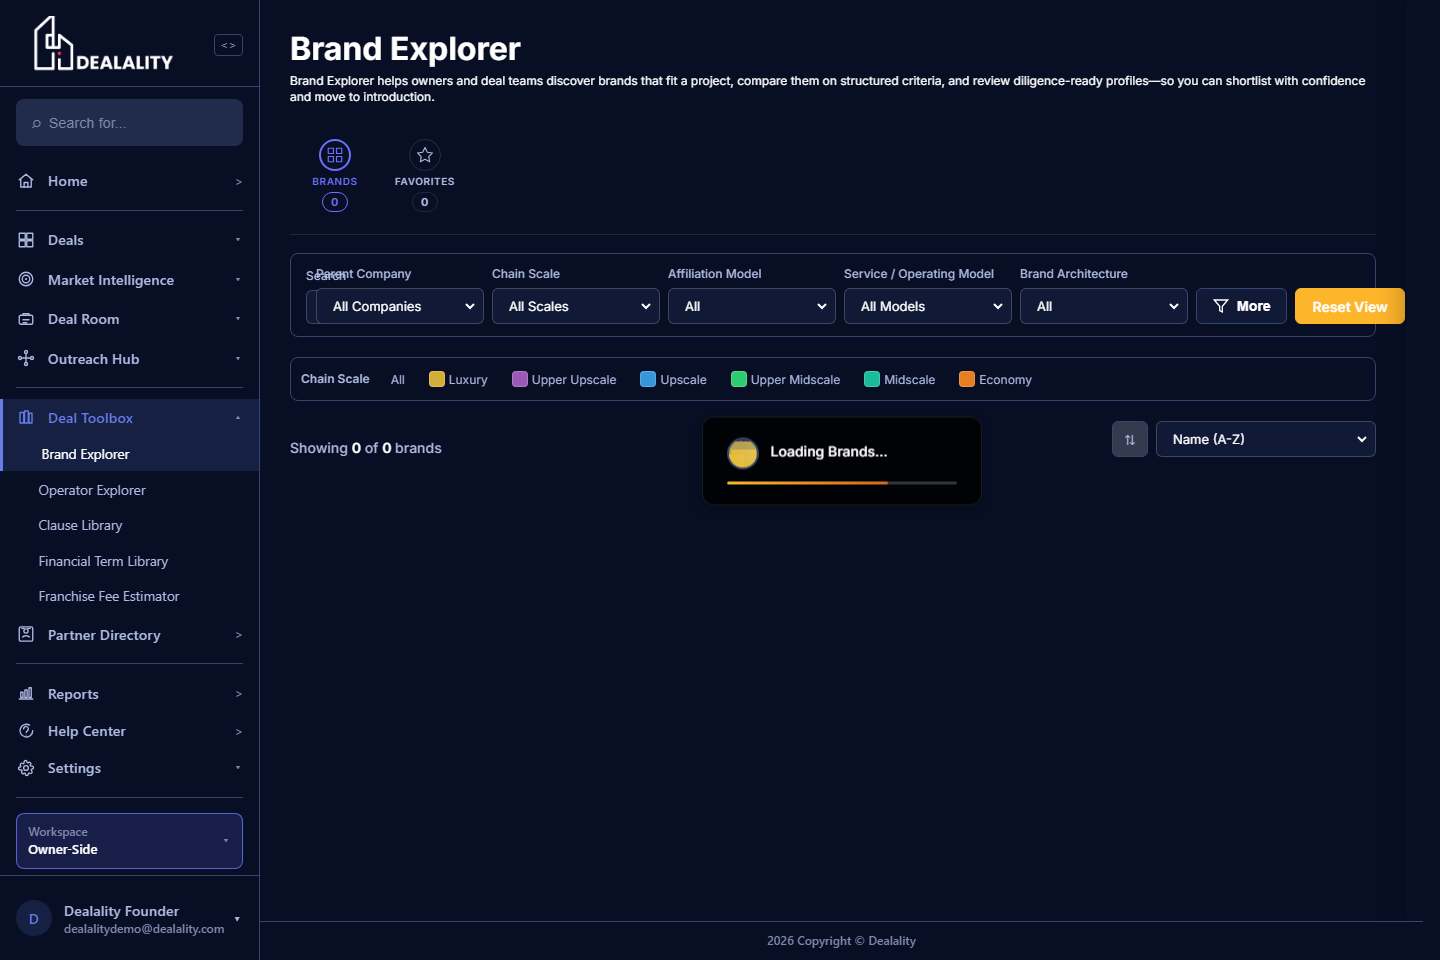 DEALALITY
< >
Search for...
Home >
Deals
Market Intelligence
Deal Room
Outreach Hub
Deal Toolbox
Brand Explorer
Operator Explorer
Clause Library
Financial Term Library
Franchise Fee Estimator
Partner Directory >
Reports >
Help Center >
Settings
Workspace
Owner-Side
D
Dealality Founder
dealalitydemo@dealality.com
Brand Explorer
Brand Explorer helps owners and deal teams discover brands that fit a project, compare them on structured criteria, and review diligence-ready profiles—so you can shortlist with confidence
and move to introduction.
BRANDS
0
FAVORITES
0
Search
Parent Company
Chain Scale
Affiliation Model
Service / Operating Model
Brand Architecture
All Companies
All Scales
All
All Models
All
More
Reset View
Chain Scale All Luxury Upper Upscale Upscale Upper Midscale Midscale Economy
Showing 0 of 0 brands
Loading Brands...
Name (A-Z)
2026 Copyright © Dealality